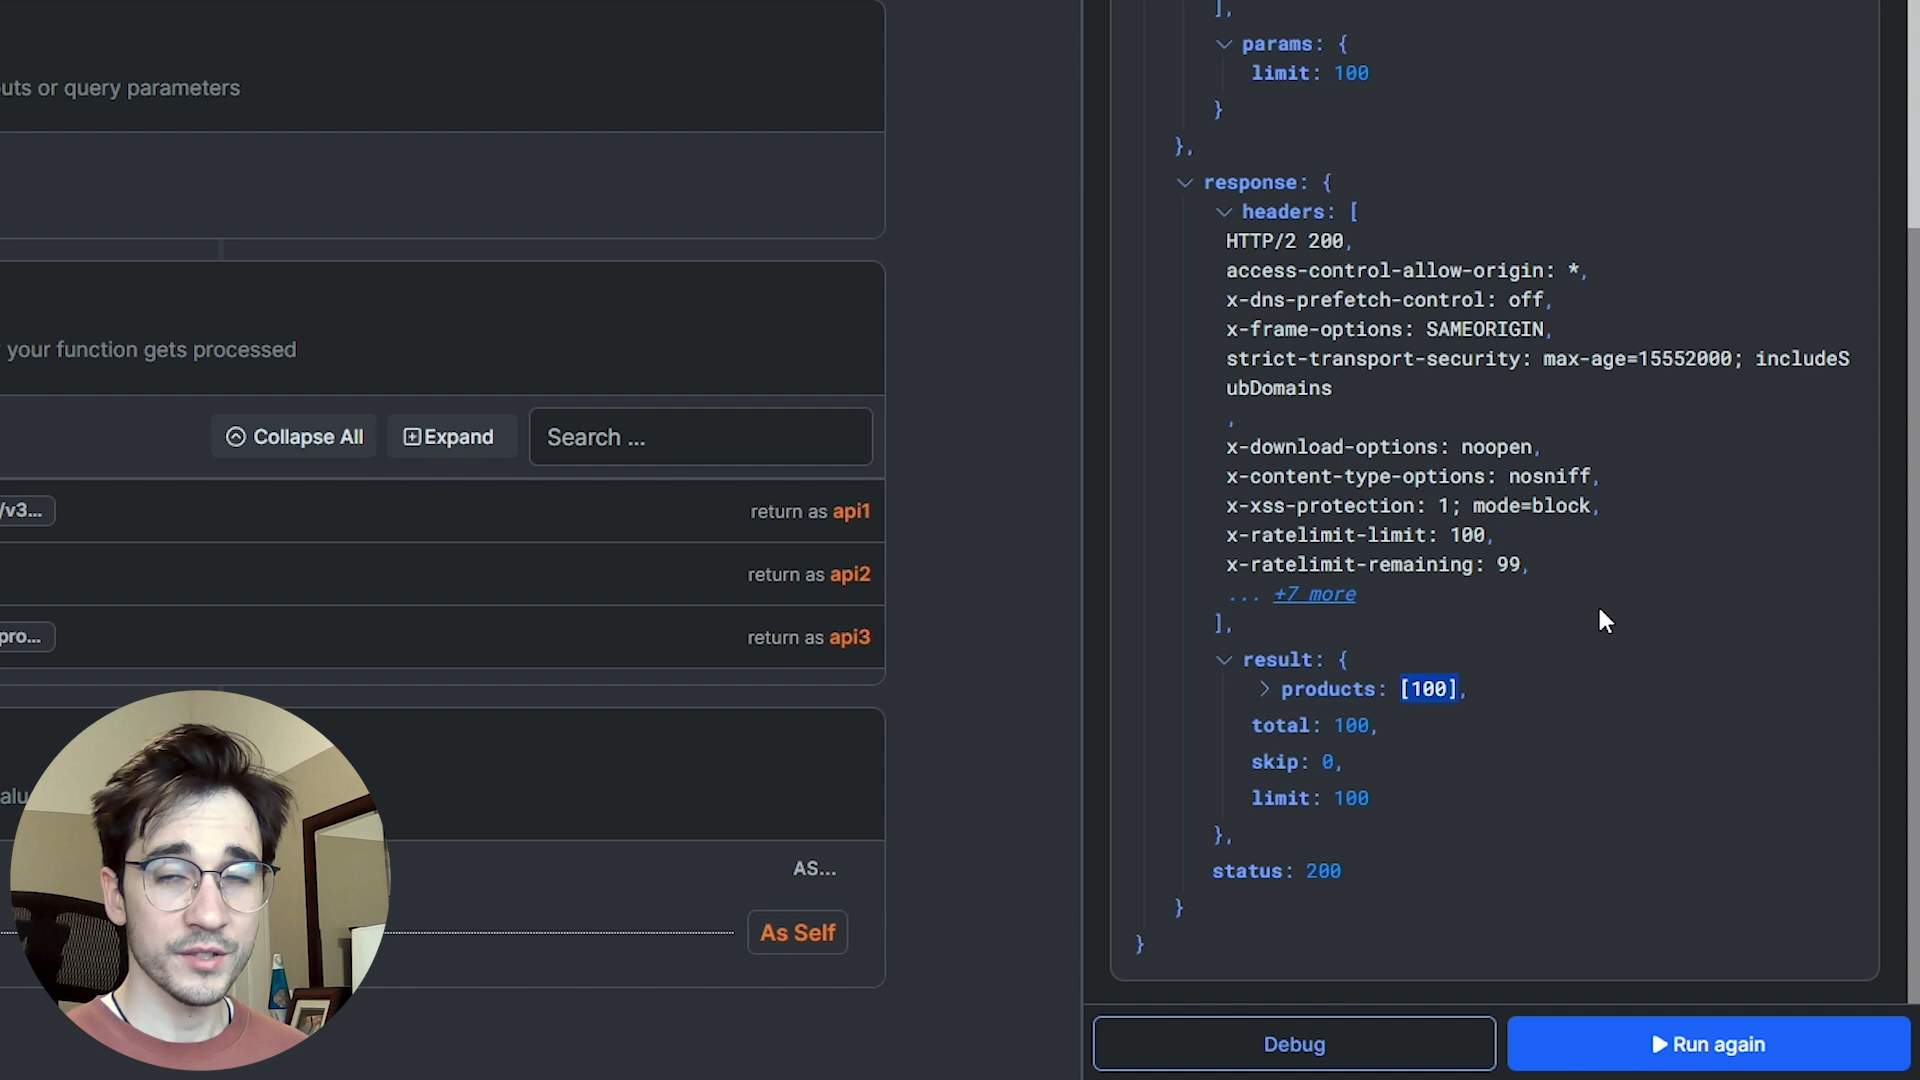 uts or query parameters
your function gets processed
Collapse All
Expand
Search ...
/v3...
return as api1
return as api2
pro...
return as api3
alu
AS...
As Self
],
params: {
limit: 100
}
},
response: {
headers: [
HTTP/2 200,
access-control-allow-origin: *,
x-dns-prefetch-control: off,
x-frame-options: SAMEORIGIN,
strict-transport-security: max-age=15552000; includeS
ubDomains
,
x-download-options: noopen,
x-content-type-options: nosniff,
x-xss-protection: 1; mode=block,
x-ratelimit-limit: 100,
x-ratelimit-remaining: 99,
... +7 more
],
result: {
products: [100],
total: 100,
skip: 0,
limit: 100
},
status: 200
}
}
Debug
Run again